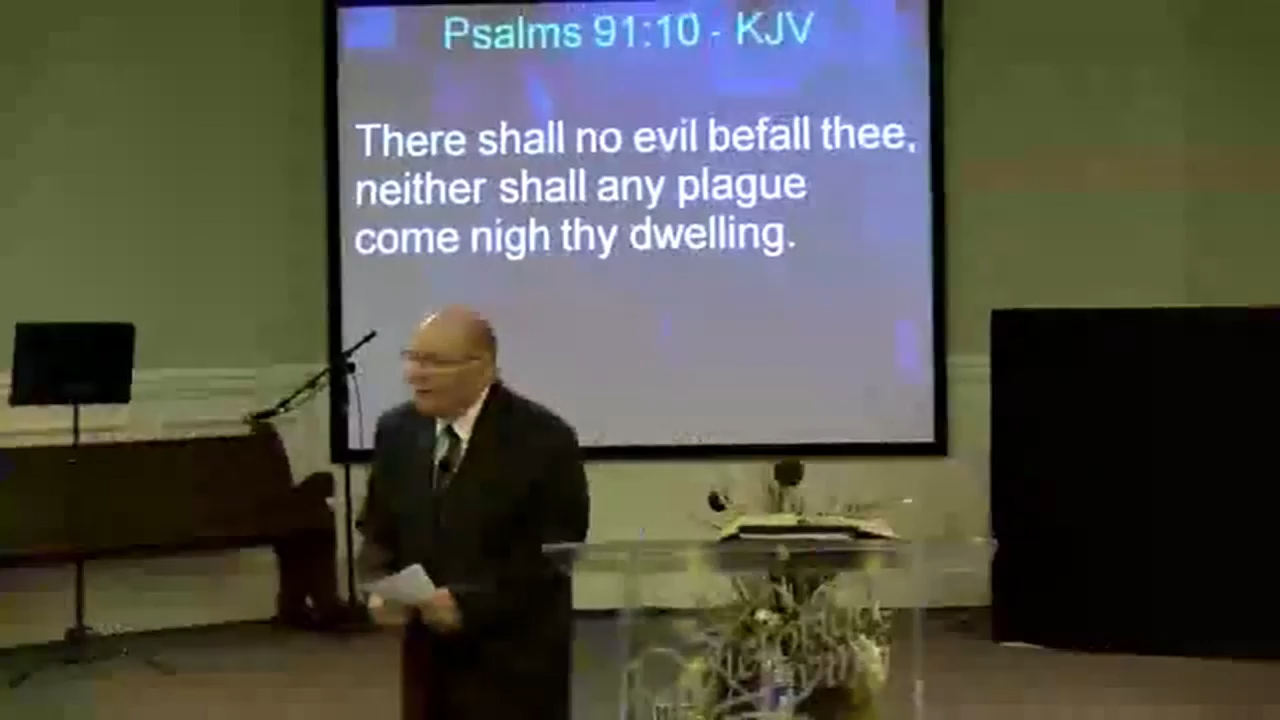 Psalms 91:10 - KJV
There shall no evil befall thee,
neither shall any plague
come nigh thy dwelling.